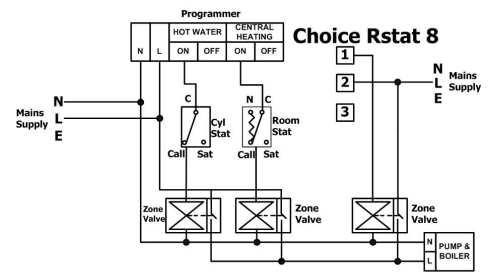 Programmer
Choice Rstat 8
HOT WATER
CENTRAL
HEATING
N
L
ON
OFF
ON
OFF
1
2
3
N
L
E
Mains
Supply
N
L
E
Mains
Supply
C
Cyl
Stat
Call
Sat
N
C
Room
Stat
Call
Sat
Zone
Valve
Zone
Valve
Zone
Valve
N
L
PUMP &
BOILER